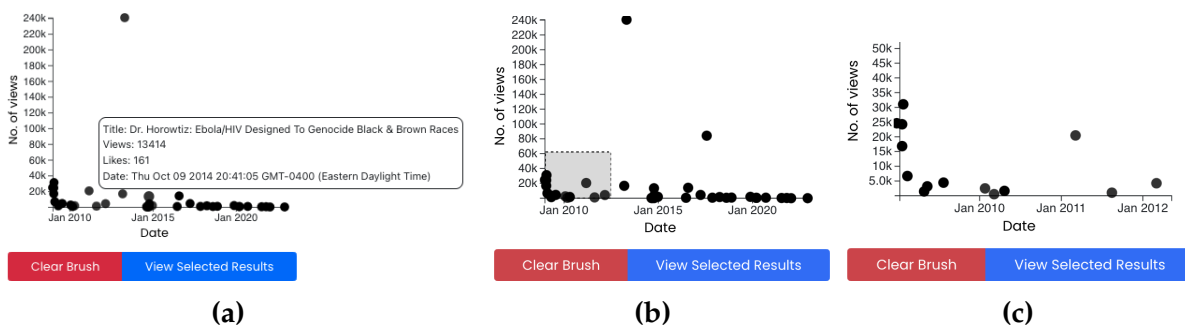 240k
220k
200k
180k
160k
140k
120k
100k
80k
60k
40k
20k
No. of views
Title: Dr. Horowtiz: Ebola/HIV Designed To Genocide Black & Brown Races
Views: 13414
Likes: 161
Date: Thu Oct 09 2014 20:41:05 GMT-0400 (Eastern Daylight Time)
Jan 2010 Jan 2015 Jan 2020
Date
Clear Brush View Selected Results
(a)
240k
220k
200k
180k
160k
140k
120k
100k
80k
60k
40k
20k
No. of views
Jan 2010 Jan 2015 Jan 2020
Date
Clear Brush View Selected Results
(b)
50k
45k
40k
35k
30k
25k
20k
15k
10k
5.0k
No. of views
Jan 2010 Jan 2011 Jan 2012
Date
Clear Brush View Selected Results
(c)